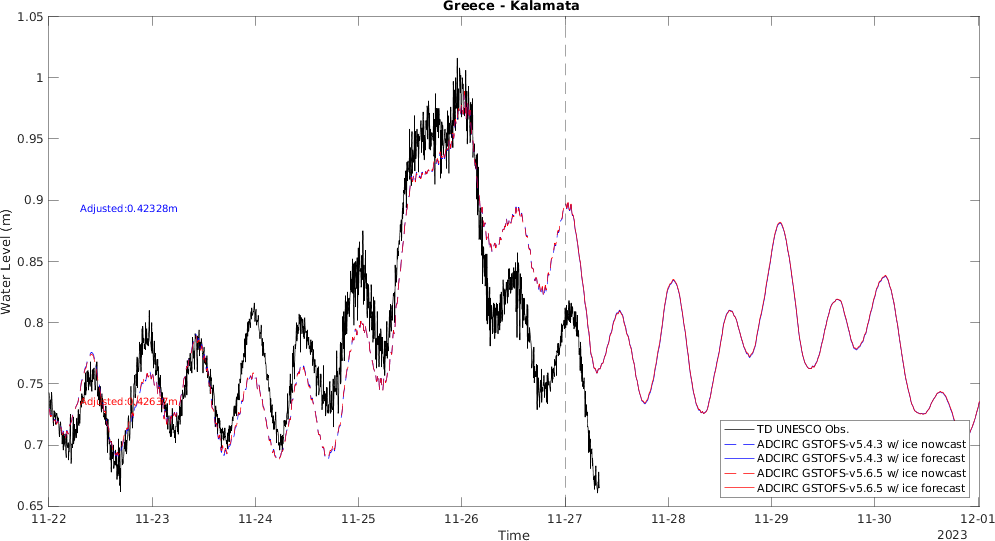 Greece - Kalamata
1.05
1
0.95
0.9
0.85
0.8
0.75
0.7
0.65
Water Level (m)
Adjusted:0.42328m
Adjusted:0.42637m
TD UNESCO Obs.
ADCIRC GSTOFS-v5.4.3 w/ ice nowcast
ADCIRC GSTOFS-v5.4.3 w/ ice forecast
ADCIRC GSTOFS-v5.6.5 w/ ice nowcast
ADCIRC GSTOFS-v5.6.5 w/ ice forecast
11-22 11-23 11-24 11-25 11-26 11-27 11-28 11-29 11-30 12-01
Time
2023